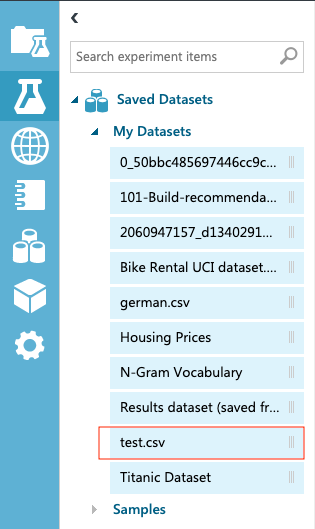 Search experiment items
Saved Datasets
My Datasets
0_50bbc485697446cc9c...
101-Build-recommenda...
2060947157_d1340291...
Bike Rental UCI dataset....
german.csv
Housing Prices
N-Gram Vocabulary
Results dataset (saved fr...
test.csv
Titanic Dataset
Samples